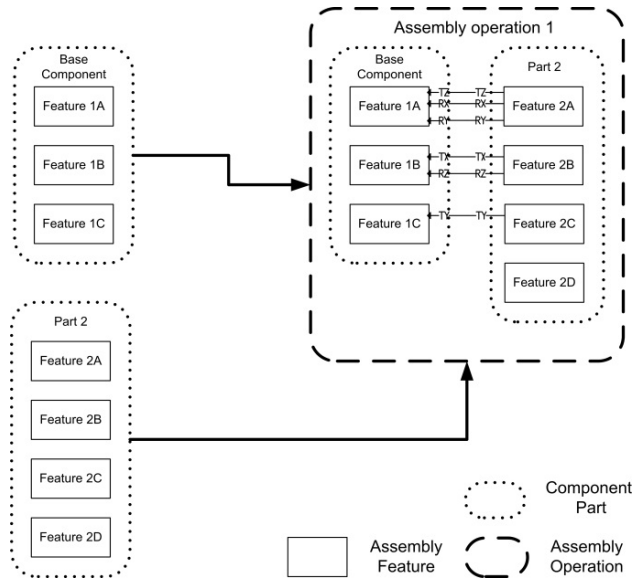 Assembly operation 1
Base
Component
Feature 1A
Feature 1B
Feature 1C
Base
Component
Feature 1A
Feature 1B
Feature 1C
Part 2
Feature 2A
Feature 2B
Feature 2C
Feature 2D
TZ TZ
RX RX
RY RY
TX TX
RZ RZ
TY TY
Part 2
Feature 2A
Feature 2B
Feature 2C
Feature 2D
Component
Part
Assembly
Feature
Assembly
Operation